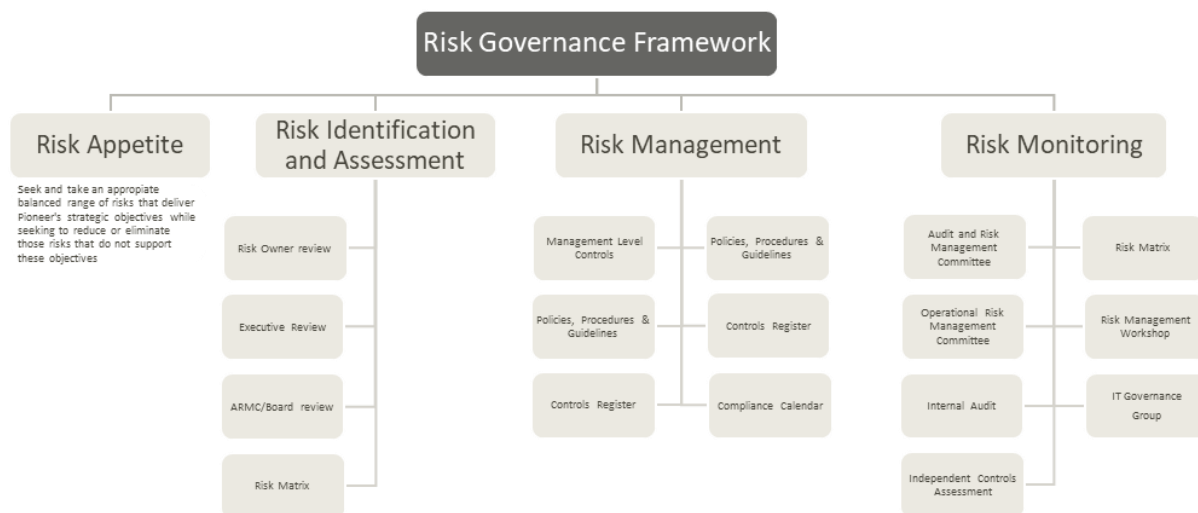 Risk Governance Framework
Risk Appetite
Seek and take an appropiate
balanced range of risks that deliver
Pioneer's strategic objectives while
seeking to reduce or eliminate
those risks that do not support
these objectives
Risk Identification
and Assessment
Risk Owner review
Executive Review
ARMC/Board review
Risk Matrix
Risk Management
Management Level
Controls
Policies, Procedures &
Guidelines
Policies, Procedures &
Guidelines
Controls Register
Controls Register
Compliance Calendar
Risk Monitoring
Audit and Risk
Management
Committee
Risk Matrix
Operational Risk
Management
Committee
Risk Management
Workshop
Internal Audit
IT Governance
Group
Independent Controls
Assessment